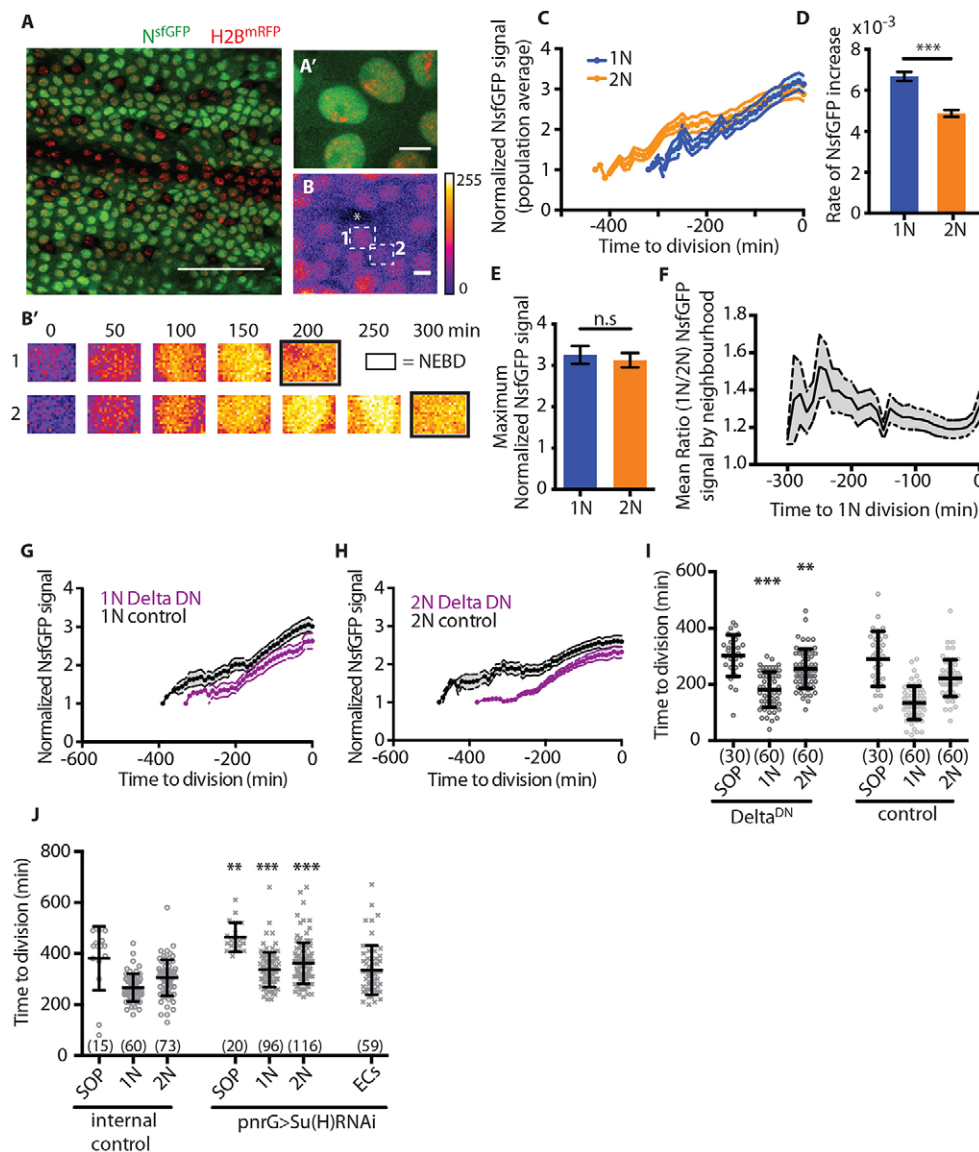 A
NsfGFP H2BmRFP
A'
B
*
1
2
255
0
B'
0 50 100 150 200 250 300 min
1
= NEBD
2
C
Normalized NsfGFP signal
(population average)
4
3
2
1
0
1N
2N
-400 -200 0
Time to division (min)
D
x10-3
Rate of NsfGFP increase
8
6
4
2
0
***
1N 2N
E
Maximum
Normalized NsfGFP signal
4
3
2
1
0
n.s
1N 2N
F
Mean Ratio (1N/2N) NsfGFP
signal by neighbourhood
1.8
1.6
1.4
1.2
1.0
-300 -200 -100 0
Time to 1N division (min)
G
Normalized NsfGFP signal
4
3
2
1
0
1N Delta DN
1N control
-600 -400 -200 0
Time to division (min)
H
Normalized NsfGFP signal
4
3
2
1
0
2N Delta DN
2N control
-600 -400 -200 0
Time to division (min)
I
Time to division (min)
600
400
200
0
*** **
(30) (60) (60) (30) (60) (60)
SOP 1N 2N SOP 1N 2N
DeltaDN control
J
Time to division (min)
800
600
400
200
0
** *** ***
(15) (60) (73) (20) (96) (116) (59)
SOP 1N 2N SOP 1N 2N ECs
internal
control
pnrG>Su(H)RNAi